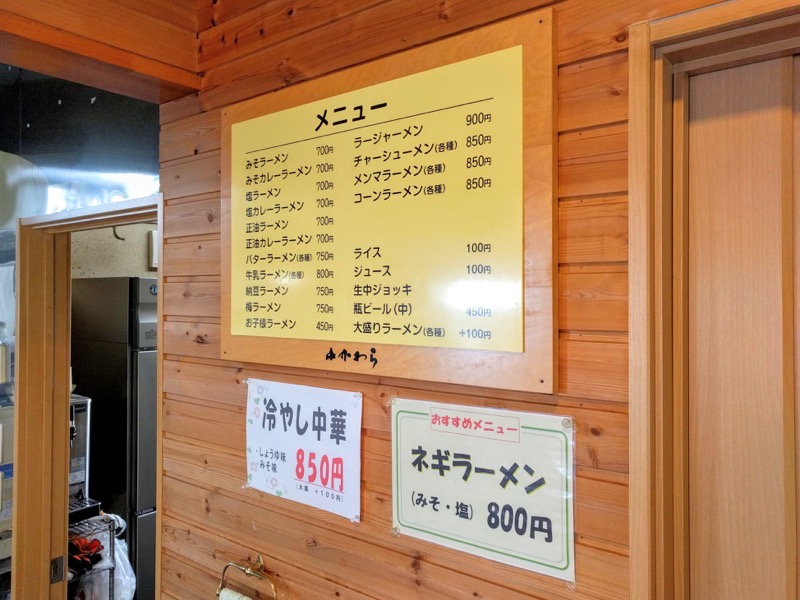 メニュー
みそラーメン 700円
みそカレーラーメン 700円
塩ラーメン 700円
塩カレーラーメン 700円
正油ラーメン 700円
正油カレーラーメン 700円
バターラーメン(各種) 750円
牛乳ラーメン(各種) 800円
納豆ラーメン 750円
梅ラーメン 750円
お子様ラーメン 450円
ラージャーメン 900円
チャーシューメン(各種) 850円
メンマラーメン(各種) 850円
コーンラーメン(各種) 850円
ライス 100円
ジュース 100円
生中ジョッキ
瓶ビール(中) 450円
大盛りラーメン(各種) +100円
冷やし中華
・しょうゆ味
・みそ味
850円
(大盛 +100円)
おすすめメニュー
ネギラーメン
(みそ・塩) 800円